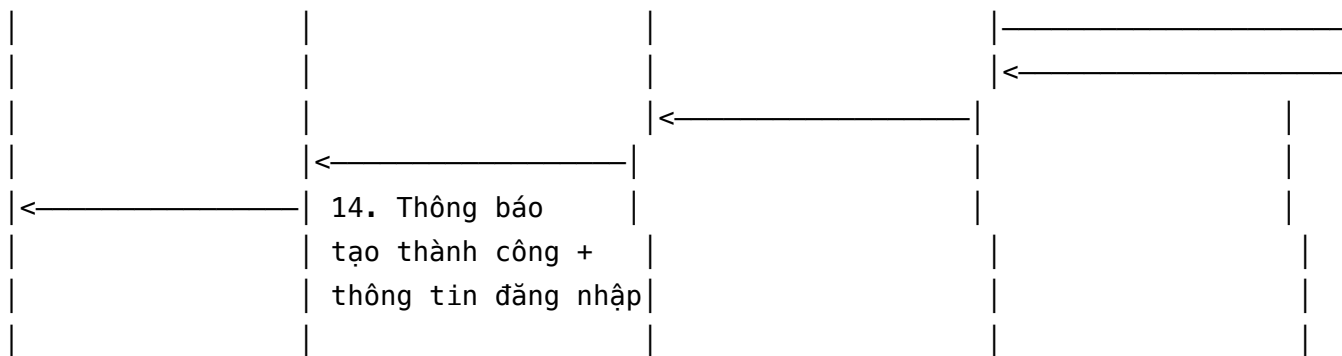 14. Thông báo
tạo thành công +
thông tin đăng nhập